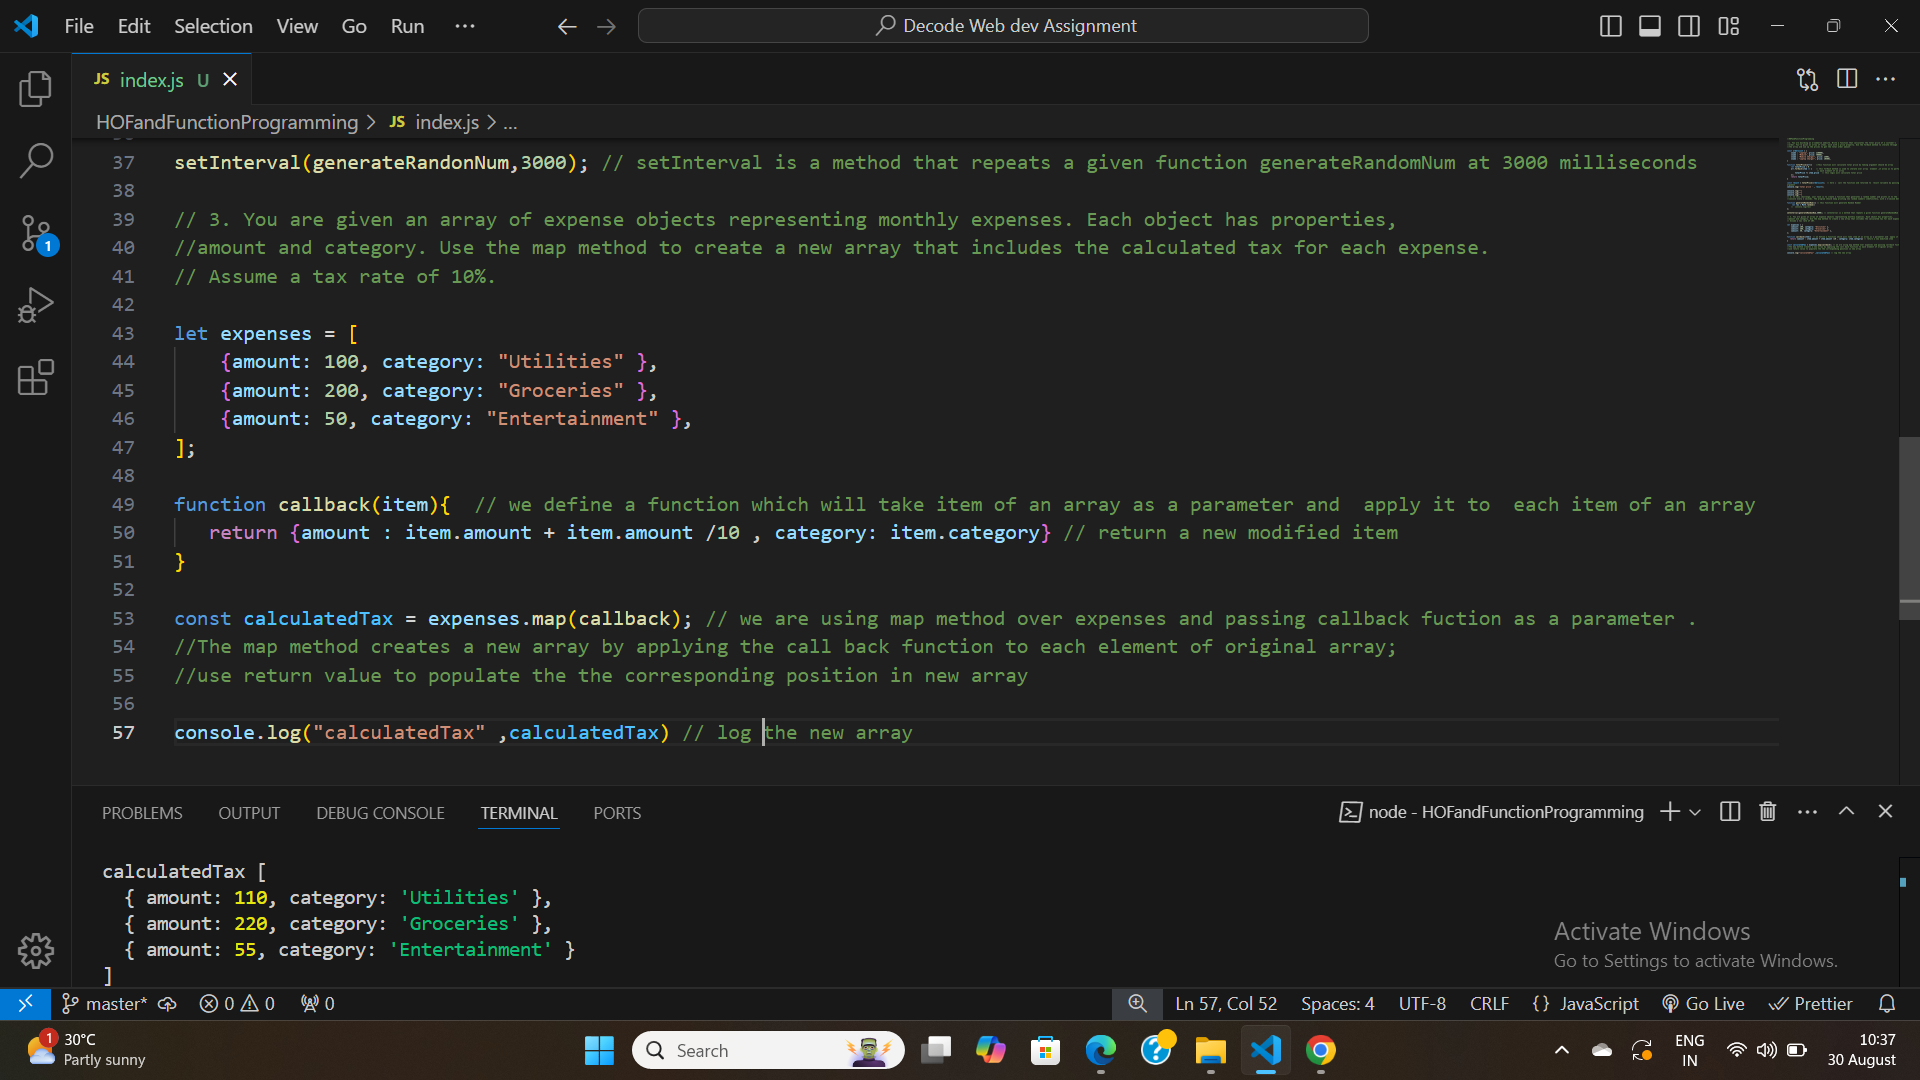 File Edit Selection View Go Run ··· Decode Web dev Assignment
JS index.js U
HOFandFunctionProgramming > JS index.js > ...
37 setInterval(generateRandonNum,3000); // setInterval is a method that repeats a given function generateRandomNum at 3000 milliseconds
38
39 // 3. You are given an array of expense objects representing monthly expenses. Each object has properties,
40 //amount and category. Use the map method to create a new array that includes the calculated tax for each expense.
41 // Assume a tax rate of 10%.
42
43 let expenses = [
44 {amount: 100, category: "Utilities" },
45 {amount: 200, category: "Groceries" },
46 {amount: 50, category: "Entertainment" },
47 ];
48
49 function callback(item){ // we define a function which will take item of an array as a parameter and apply it to each item of an array
50 return {amount : item.amount + item.amount /10 , category: item.category} // return a new modified item
51 }
52
53 const calculatedTax = expenses.map(callback); // we are using map method over expenses and passing callback fuction as a parameter .
54 //The map method creates a new array by applying the call back function to each element of original array;
55 //use return value to populate the the corresponding position in new array
56
57 console.log("calculatedTax" ,calculatedTax) // log the new array
PROBLEMS OUTPUT DEBUG CONSOLE TERMINAL PORTS node - HOFandFunctionProgramming
calculatedTax [
{ amount: 110, category: 'Utilities' },
{ amount: 220, category: 'Groceries' },
{ amount: 55, category: 'Entertainment' }
]
Activate Windows
Go to Settings to activate Windows.
1
master* 0 0 0 Ln 57, Col 52 Spaces: 4 UTF-8 CRLF {} JavaScript Go Live Prettier
1 30°C
Partly sunny
Search
ENG
IN
10:37
30 August